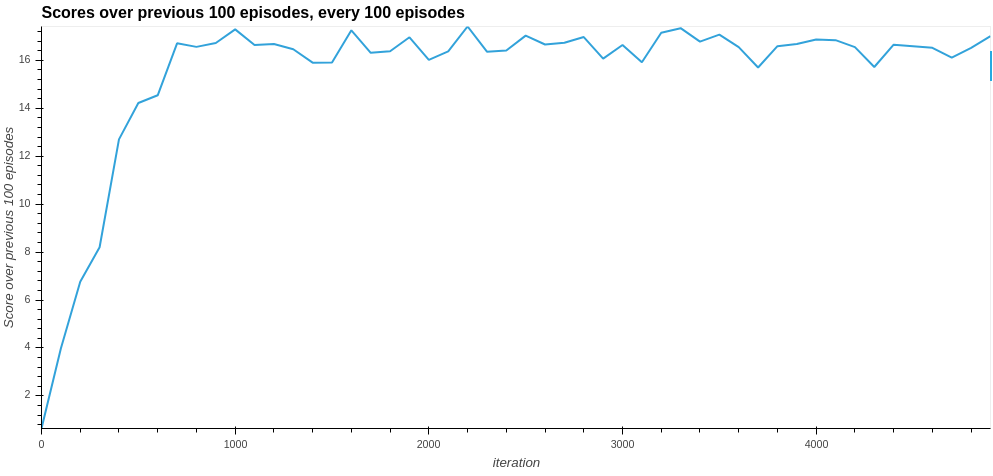 Scores over previous 100 episodes, every 100 episodes
Score over previous 100 episodes
16
14
12
10
8
6
4
2
0 1000 2000 3000 4000
iteration